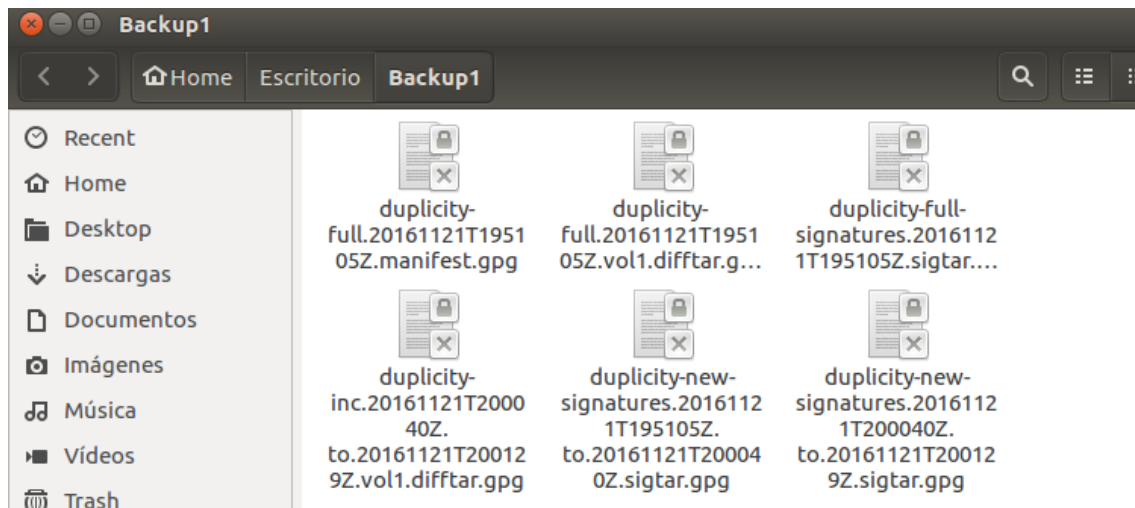 Backup1
Home Escritorio Backup1
Recent
Home
Desktop
Descargas
Documentos
Imágenes
Música
Vídeos
Trash
duplicity-
full.20161121T1951
05Z.manifest.gpg
duplicity-
full.20161121T1951
05Z.vol1.difftar.g...
duplicity-full-
signatures.2016112
1T195105Z.sigtar....
duplicity-
inc.20161121T2000
40Z.
to.20161121T20012
9Z.vol1.difftar.gpg
duplicity-new-
signatures.2016112
1T195105Z.
to.20161121T20004
0Z.sigtar.gpg
duplicity-new-
signatures.2016112
1T200040Z.
to.20161121T20012
9Z.sigtar.gpg